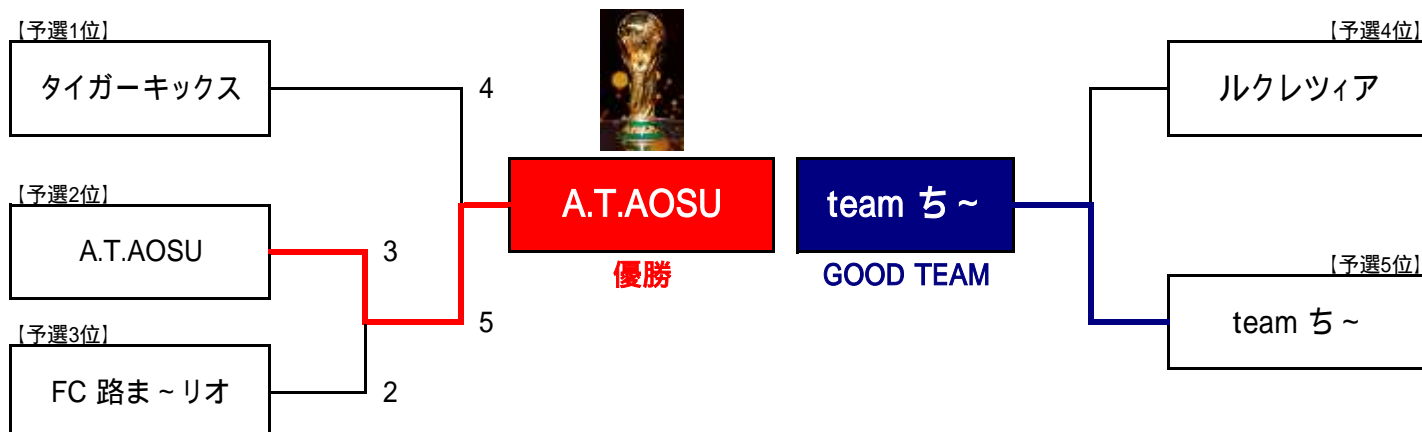 【予選1位】
タイガーキックス
4
【予選2位】
A.T.AOSU
3
5
【予選3位】
FC 路ま~リオ
2
A.T.AOSU
優勝
team ち~
GOOD TEAM
【予選4位】
ルクレツィア
【予選5位】
team ち~